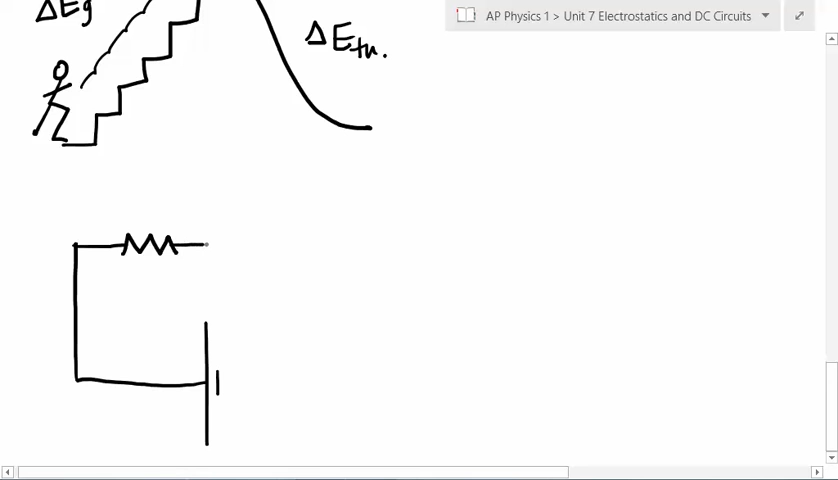 AP Physics 1 > Unit 7 Electrostatics and DC Circuits
ΔEg
ΔEth.